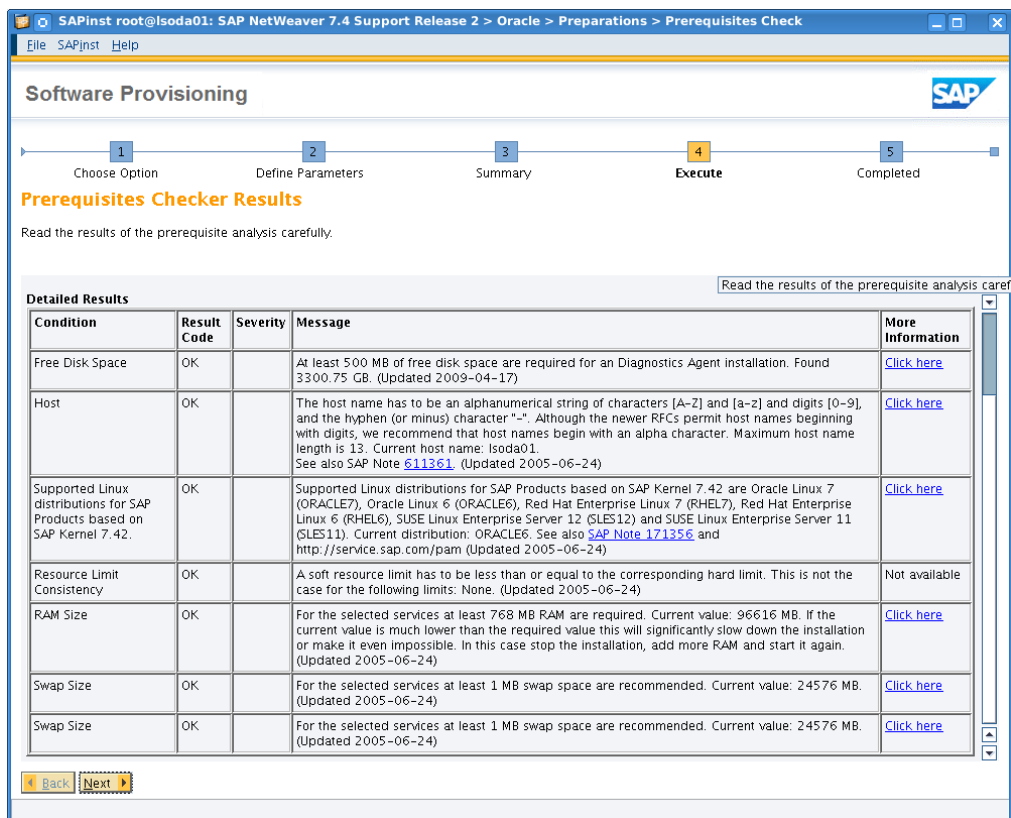 SAPinst root@lsoda01: SAP NetWeaver 7.4 Support Release 2 > Oracle > Preparations > Prerequisites Check
File SAPinst Help
Software Provisioning
SAP
1 2 3 4 5
Choose Option Define Parameters Summary Execute Completed
Prerequisites Checker Results
Read the results of the prerequisite analysis carefully.
Read the results of the prerequisite analysis caref
Detailed Results
Condition Result Severity Message More
Code Information
Free Disk Space OK At least 500 MB of free disk space are required for an Diagnostics Agent installation. Found Click here
3300.75 GB. (Updated 2009-04-17)
Host OK The host name has to be an alphanumerical string of characters [A-Z] and [a-z] and digits [0-9], Click here
and the hyphen (or minus) character "-". Although the newer RFCs permit host names beginning
with digits, we recommend that host names begin with an alpha character. Maximum host name
length is 13. Current host name: lsoda01.
See also SAP Note 611361. (Updated 2005-06-24)
Supported Linux OK Supported Linux distributions for SAP Products based on SAP Kernel 7.42 are Oracle Linux 7 Click here
distributions for SAP (ORACLE7), Oracle Linux 6 (ORACLE6), Red Hat Enterprise Linux 7 (RHEL7), Red Hat Enterprise
Products based on Linux 6 (RHEL6), SUSE Linux Enterprise Server 12 (SLES12) and SUSE Linux Enterprise Server 11
SAP Kernel 7.42. (SLES11). Current distribution: ORACLE6. See also SAP Note 171356 and
http://service.sap.com/pam (Updated 2005-06-24)
Resource Limit OK A soft resource limit has to be less than or equal to the corresponding hard limit. This is not the Not available
Consistency case for the following limits: None. (Updated 2005-06-24)
RAM Size OK For the selected services at least 768 MB RAM are required. Current value: 96616 MB. If the Click here
current value is much lower than the required value this will significantly slow down the installation
or make it even impossible. In this case stop the installation, add more RAM and start it again.
(Updated 2005-06-24)
Swap Size OK For the selected services at least 1 MB swap space are recommended. Current value: 24576 MB. Click here
(Updated 2005-06-24)
Swap Size OK For the selected services at least 1 MB swap space are recommended. Current value: 24576 MB. Click here
(Updated 2005-06-24)
Back Next